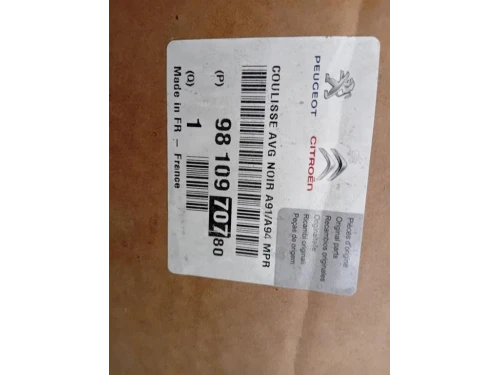 PEUGEOT CITROËN
Pièces d'origine
Original parts
Recambios originales
Originalteile
Ricambi originali
Peças de origem
COULISSE AVG NOIR A91/A94 MPR
(P) 98 109 707 80
(Q) 1
Made in FR - France